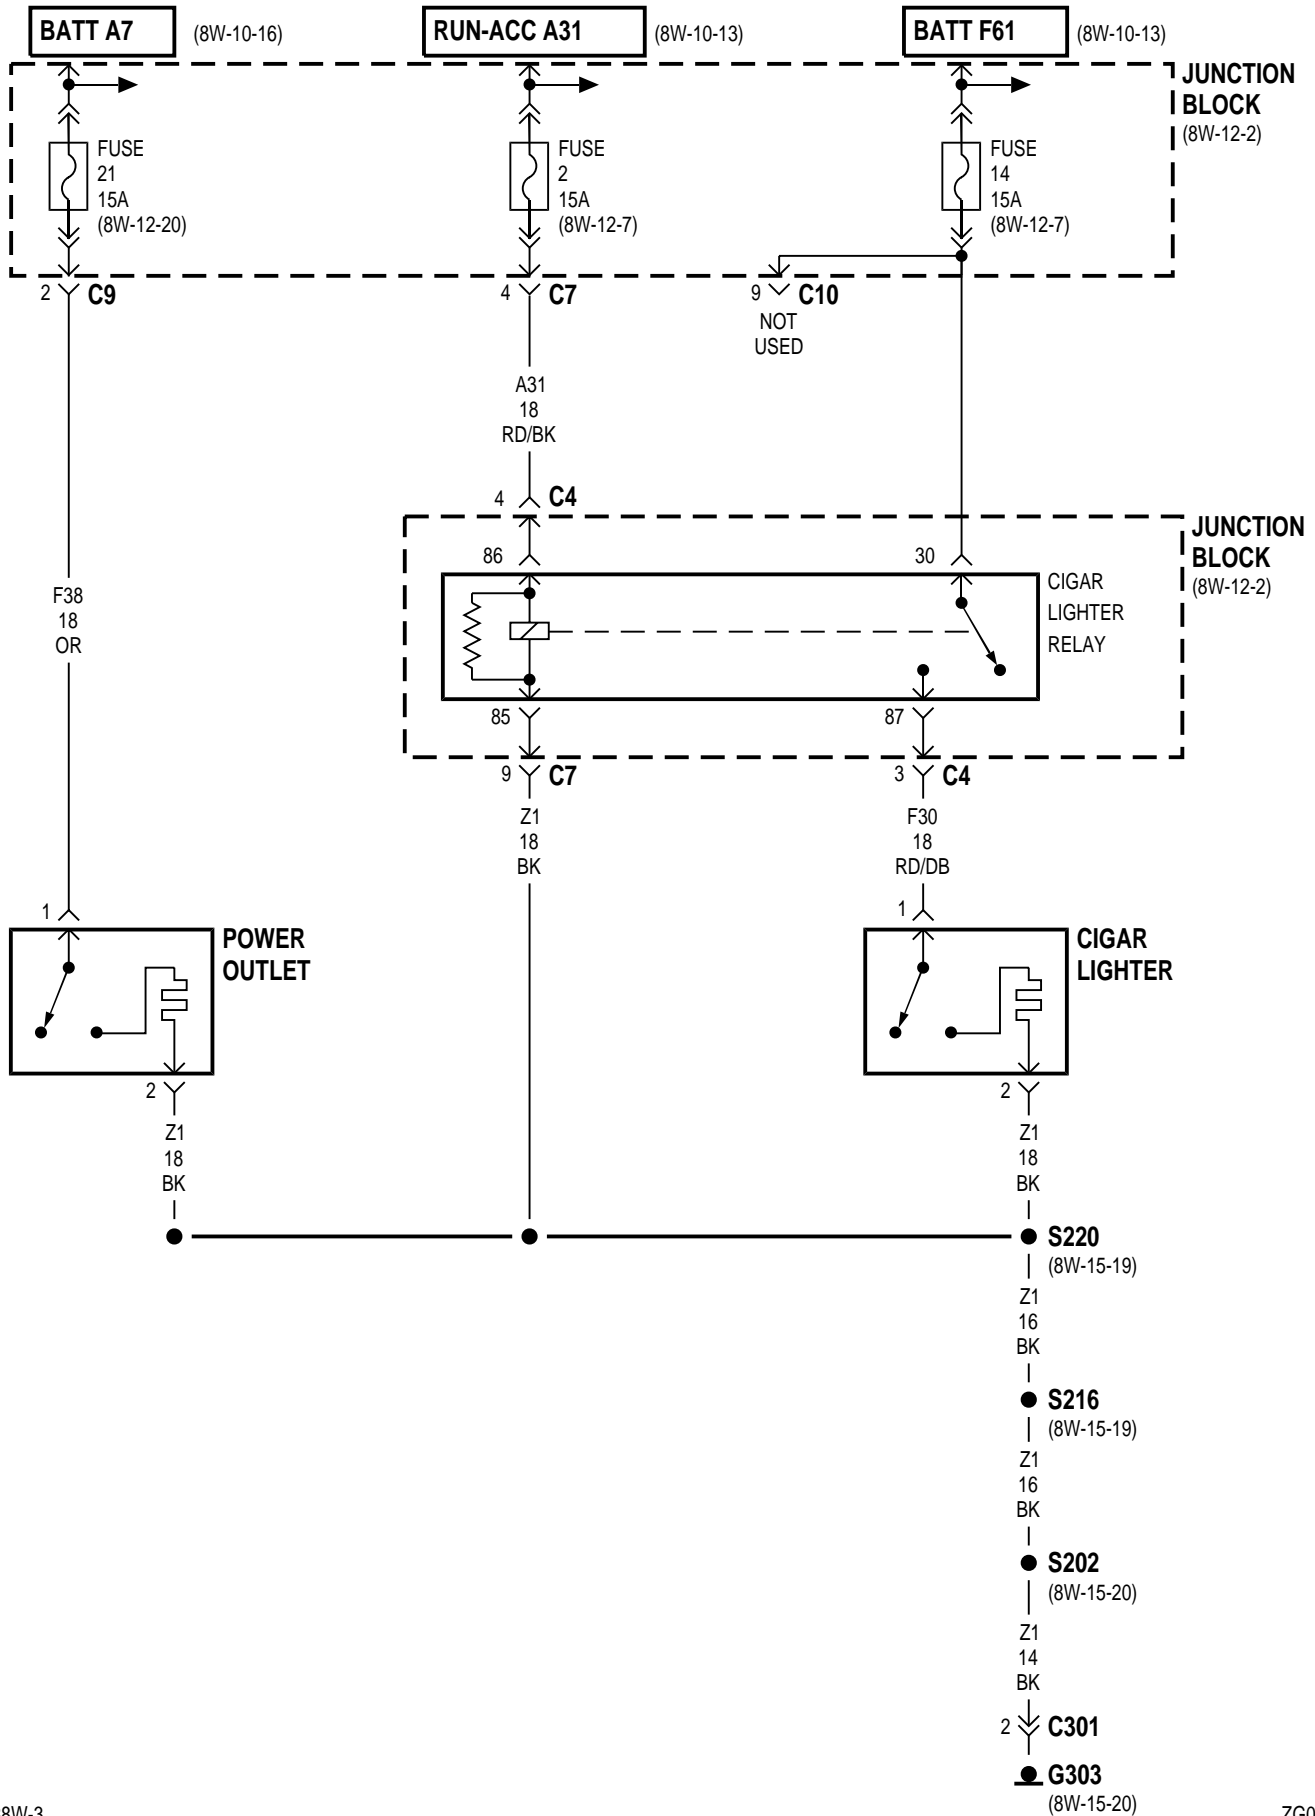 BATT A7 (8W-10-16)
RUN-ACC A31 (8W-10-13)
BATT F61 (8W-10-13)
JUNCTION
BLOCK
(8W-12-2)
FUSE
21
15A
(8W-12-20)
FUSE
2
15A
(8W-12-7)
FUSE
14
15A
(8W-12-7)
2 C9
4 C7
9 C10
NOT
USED
A31
18
RD/BK
4 C4
JUNCTION
BLOCK
(8W-12-2)
86
30
CIGAR
LIGHTER
RELAY
F38
18
OR
85
87
9 C7
3 C4
Z1
18
BK
F30
18
RD/DB
1
POWER
OUTLET
1
CIGAR
LIGHTER
2
2
Z1
18
BK
Z1
18
BK
S220
(8W-15-19)
Z1
16
BK
S216
(8W-15-19)
Z1
16
BK
S202
(8W-15-20)
Z1
14
BK
2 C301
G303
(8W-15-20)